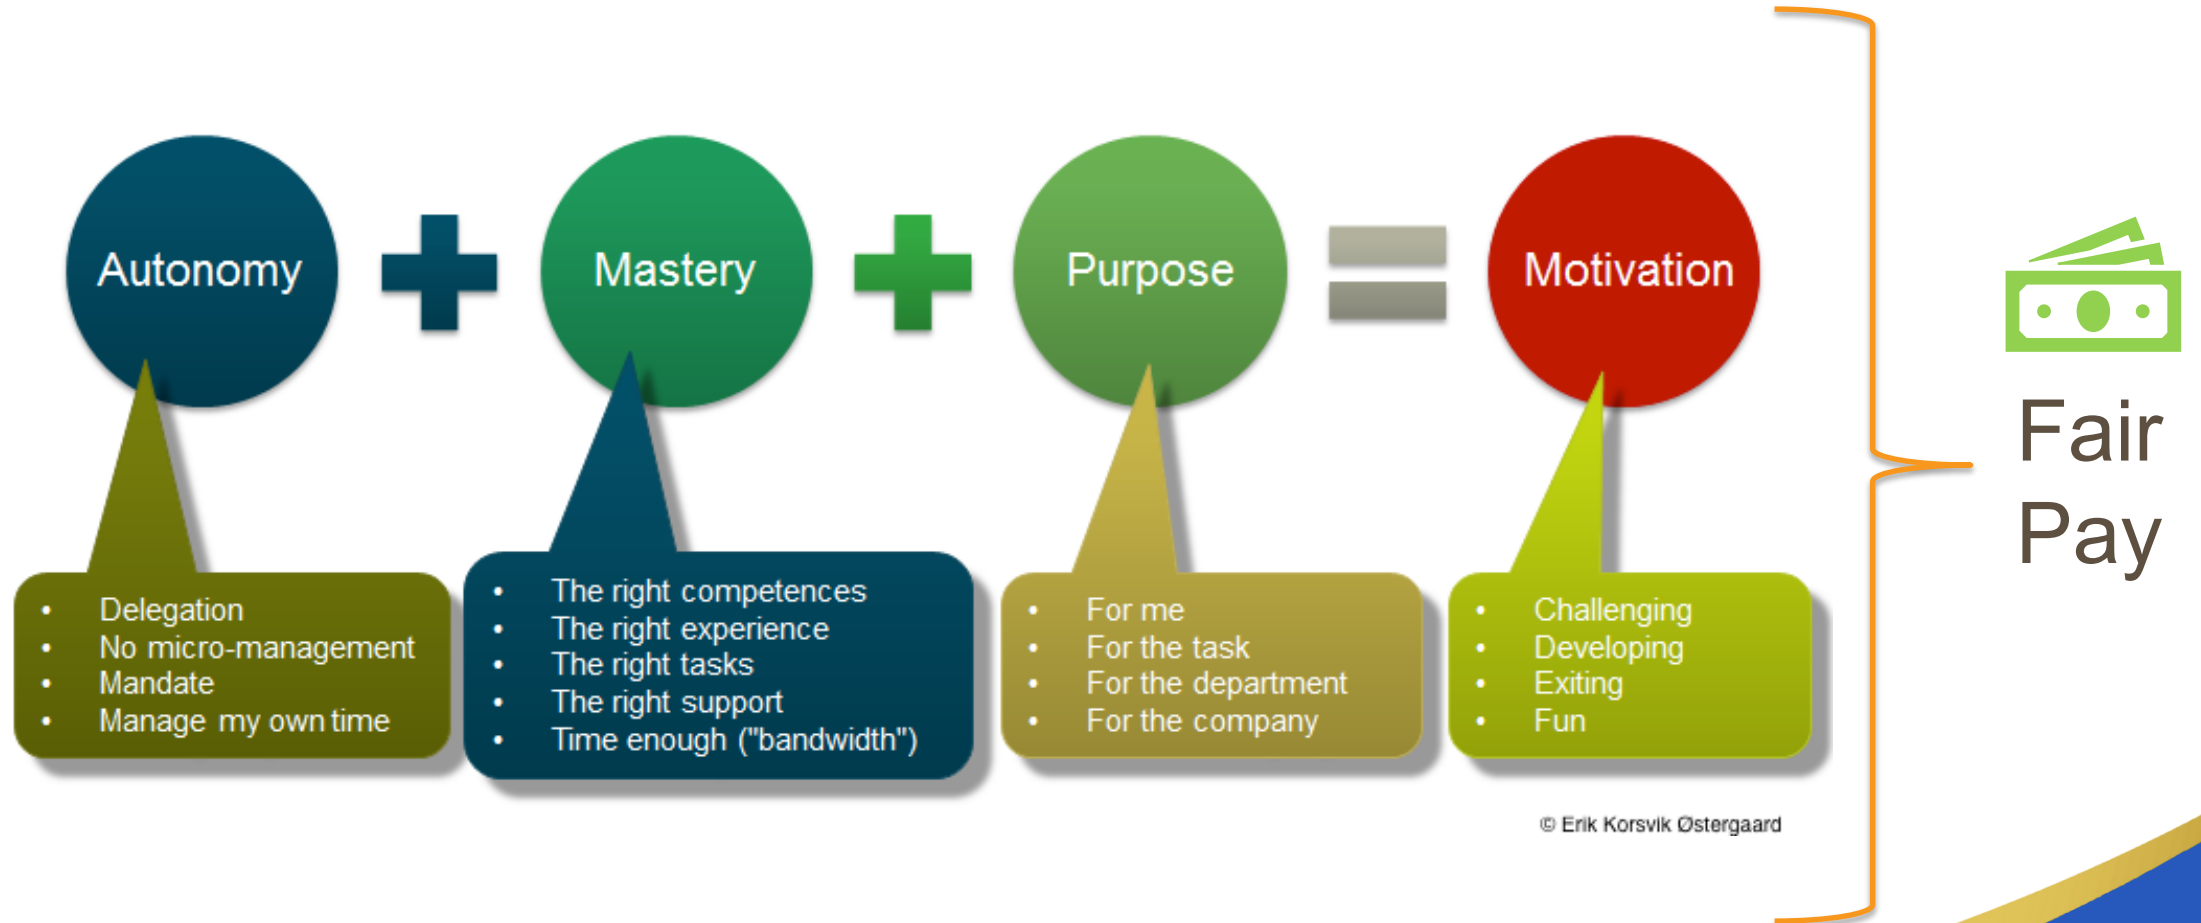 Autonomy
Mastery
Purpose
Motivation
• Delegation
• No micro-management
• Mandate
• Manage my own time
• The right competences
• The right experience
• The right tasks
• The right support
• Time enough ("bandwidth")
• For me
• For the task
• For the department
• For the company
• Challenging
• Developing
• Exiting
• Fun
Fair
Pay
© Erik Korsvik Østergaard